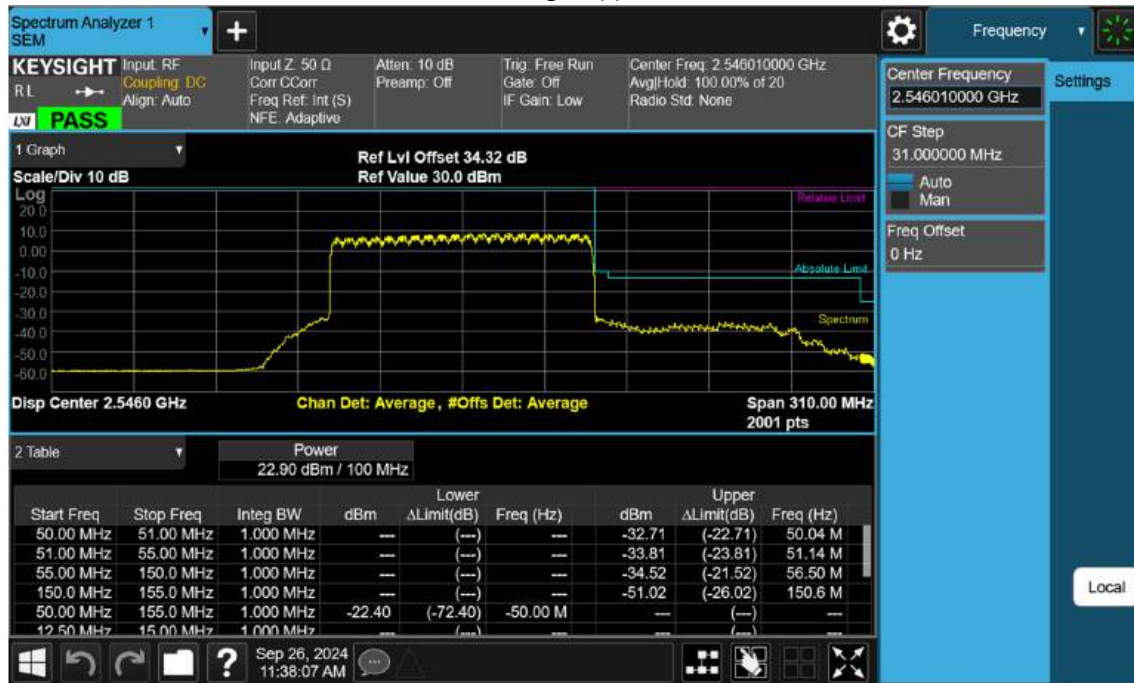 Spectrum Analyzer 1
SEM
Frequency
KEYSIGHT
RL
LXI
PASS
Input: RF
Coupling: DC
Align: Auto
Input Z: 50 Ω
Corr CCorr
Freq Ref: Int (S)
NFE: Adaptive
Atten: 10 dB
Preamp: Off
Trig: Free Run
Gate: Off
IF Gain: Low
Center Freq: 2.546010000 GHz
Avg|Hold: 100.00% of 20
Radio Std: None
Center Frequency
2.546010000 GHz
Settings
CF Step
31.000000 MHz
Auto
Man
Freq Offset
0 Hz
Local
1 Graph
Scale/Div 10 dB
Ref Lvl Offset 34.32 dB
Ref Value 30.0 dBm
Log
20.0
10.0
0.00
-10.0
-20.0
-30.0
-40.0
-50.0
-60.0
Relative Limit
Absolute Limit
Spectrum
Disp Center 2.5460 GHz
Chan Det: Average, #Offs Det: Average
Span 310.00 MHz
2001 pts
2 Table
Power
22.90 dBm / 100 MHz
Lower Upper
Start Freq Stop Freq Integ BW dBm ΔLimit(dB) Freq (Hz) dBm ΔLimit(dB) Freq (Hz)
50.00 MHz 51.00 MHz 1.000 MHz --- (---) --- -32.71 (-22.71) 50.04 M
51.00 MHz 55.00 MHz 1.000 MHz --- (---) --- -33.81 (-23.81) 51.14 M
55.00 MHz 150.0 MHz 1.000 MHz --- (---) --- -34.52 (-21.52) 56.50 M
150.0 MHz 155.0 MHz 1.000 MHz --- (---) --- -51.02 (-26.02) 150.6 M
50.00 MHz 155.0 MHz 1.000 MHz -22.40 (-72.40) -50.00 M --- (---) ---
12.50 MHz 15.00 MHz 1.000 MHz --- (---) --- --- (---) ---
?
Sep 26, 2024
11:38:07 AM